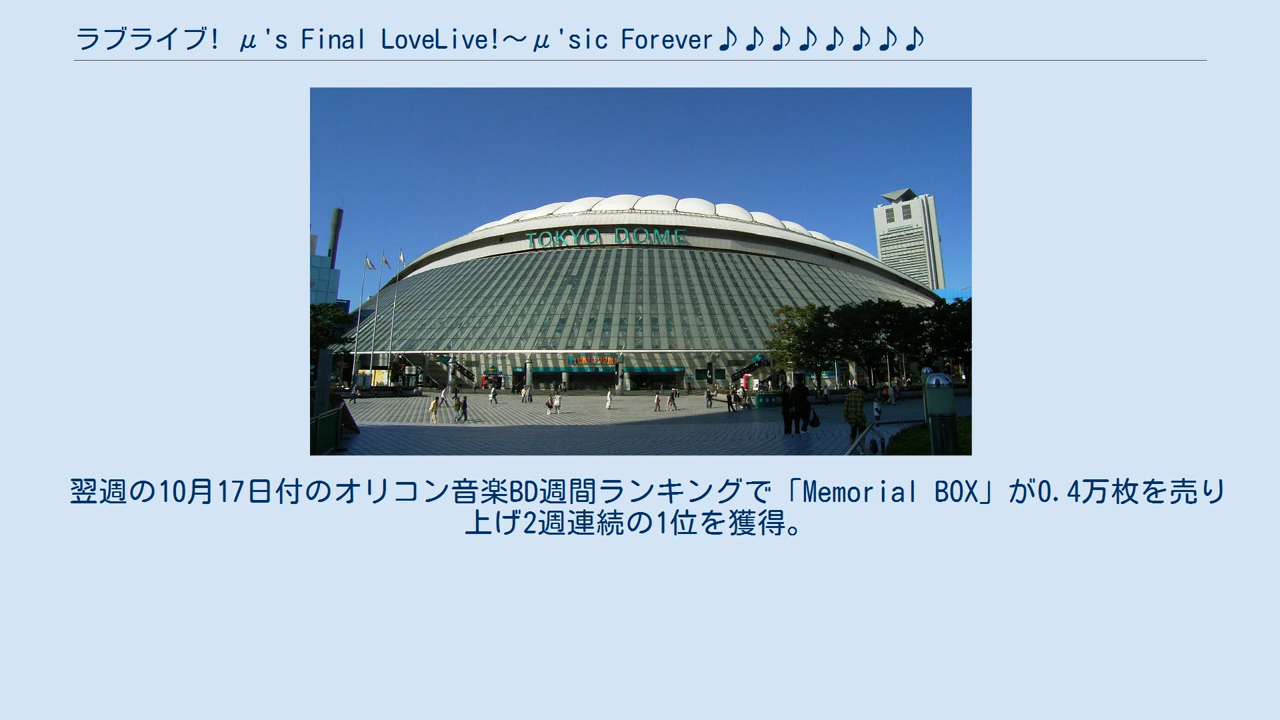 ラブライブ! μ's Final LoveLive!〜μ'sic Forever♪♪♪♪♪♪♪♪
TOKYO DOME
TOKYO DOME
翌週の10月17日付のオリコン音楽BD週間ランキングで「Memorial BOX」が0.4万枚を売り
上げ2週連続の1位を獲得。